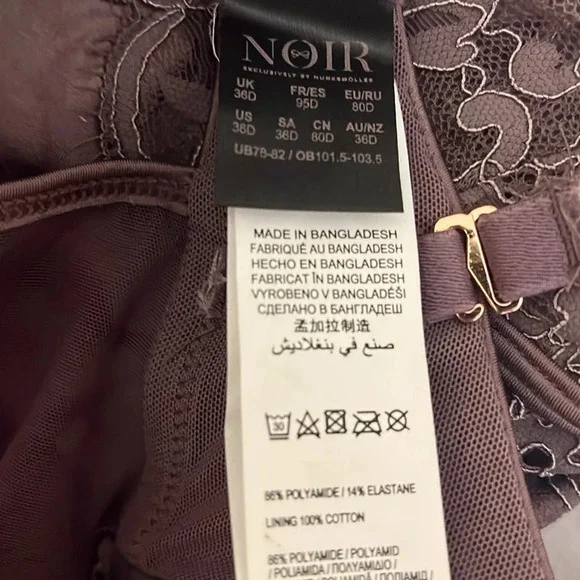 NOIR
EXCLUSIVELY BY HUNKEMÖLLER
UK FR/ES EU/RU
36D 95D 80D
US SA CN AU/NZ
36D 36D 80D 36D
UB78-82 / OB101.5-103.5
MADE IN BANGLADESH
FABRIQUÉ AU BANGLADESH
HECHO EN BANGLADESH
FABRICAT ÎN BANGLADESH
VYROBENO V BANGLADÉŠI
СДЕЛАНО В БАНГЛАДЕШ
孟加拉制造
صنع في بنغلاديش
30
86% POLYAMIDE / 14% ELASTANE
LINING 100% COTTON
86% POLYAMIDE / POLYAMID
/ POLIAMIDA / ПОЛИАМИД /